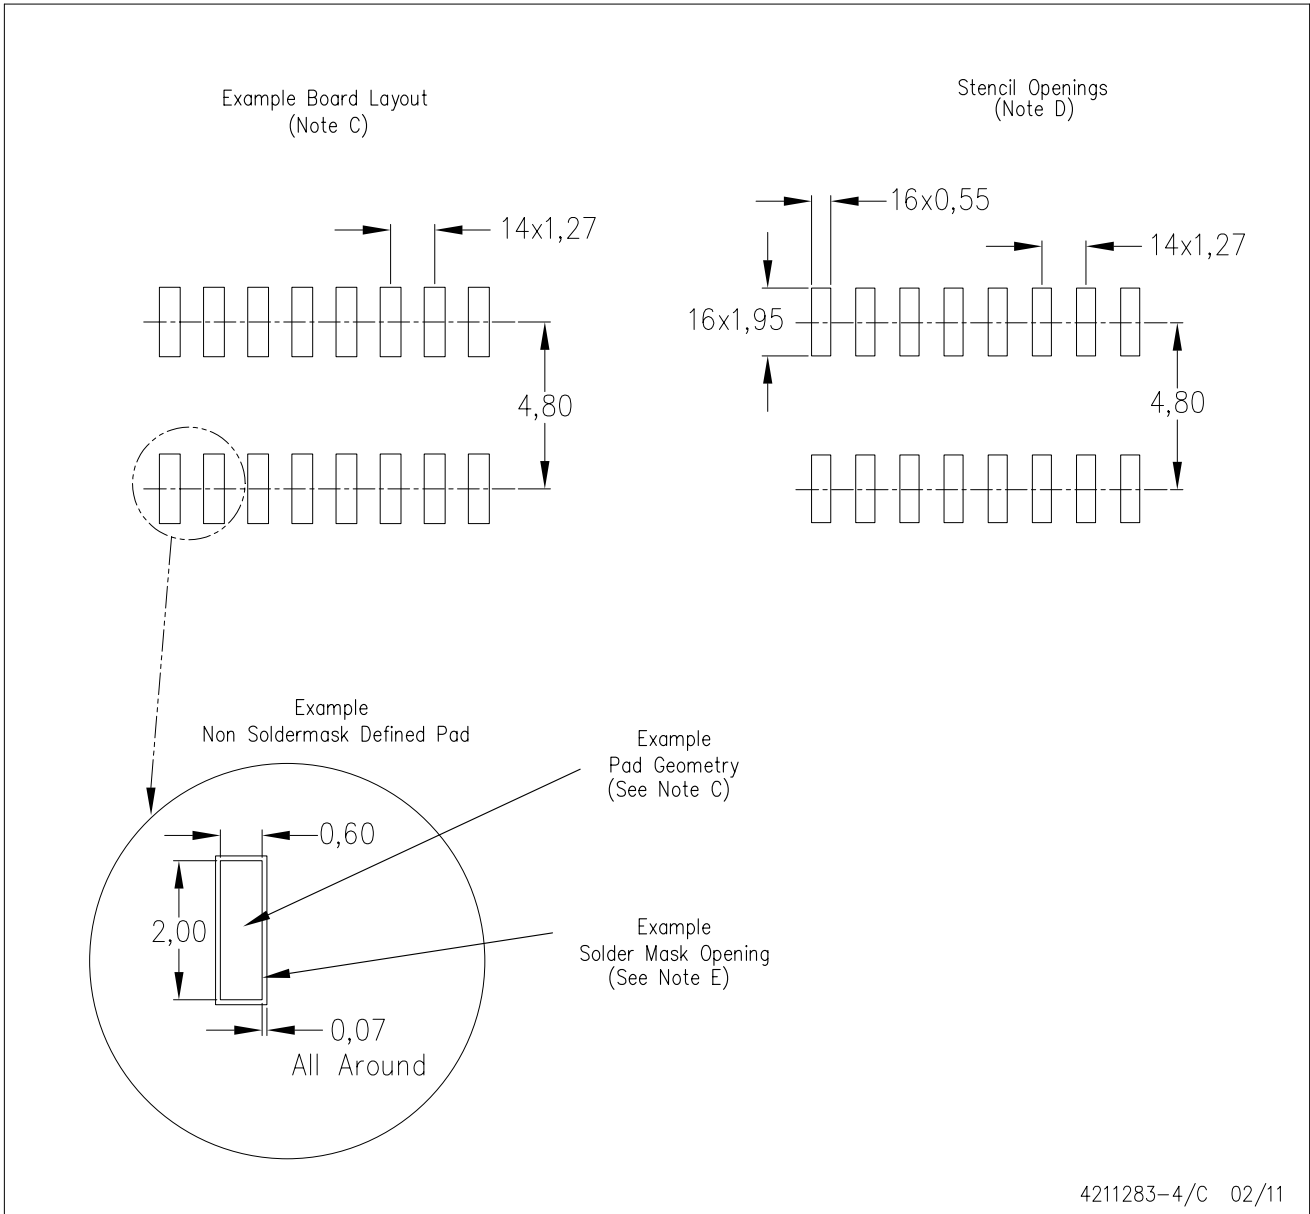 Example Board Layout
(Note C)
Stencil Openings
(Note D)
14x1,27
4,80
16x0,55
14x1,27
16x1,95
4,80
Example
Non Soldermask Defined Pad
Example
Pad Geometry
(See Note C)
0,60
2,00
Example
Solder Mask Opening
(See Note E)
0,07
All Around
4211283-4/C 02/11